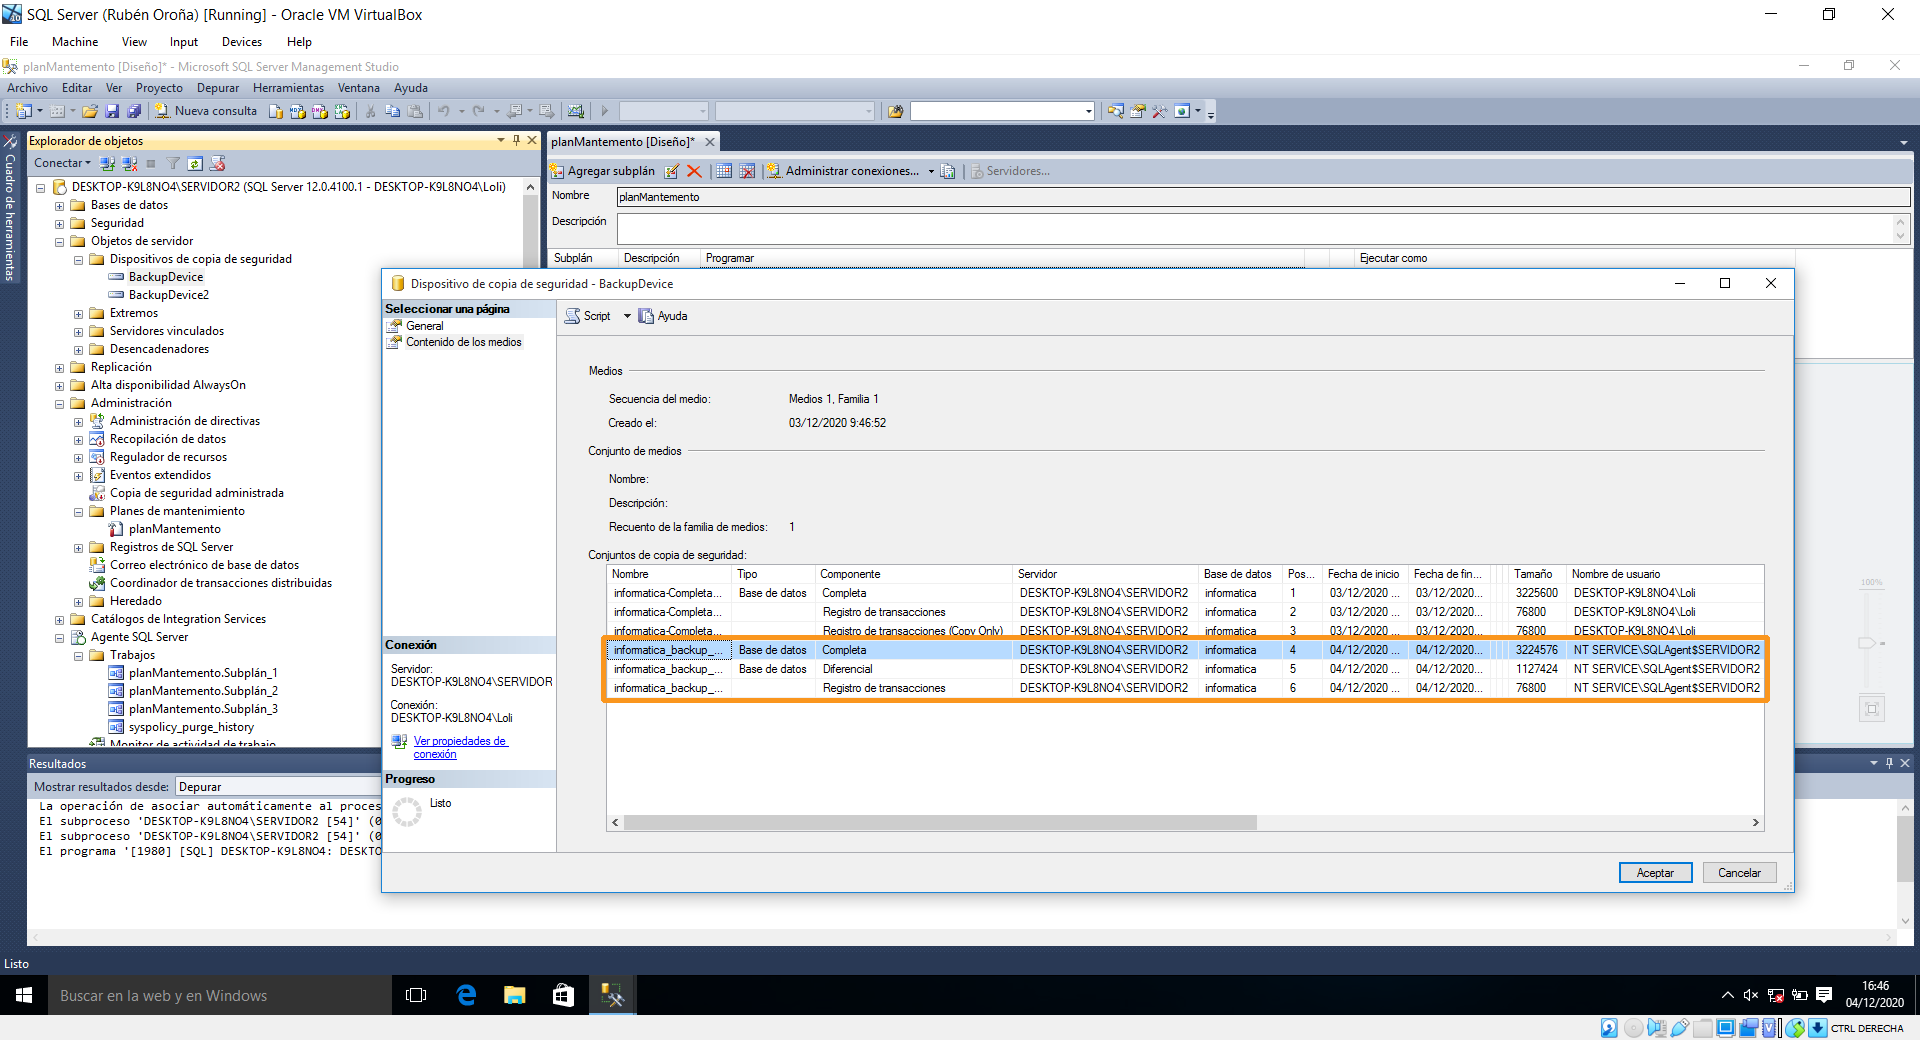 SQL Server (Rubén Oroña) [Running] - Oracle VM VirtualBox
File Machine View Input Devices Help
planMantemento [Diseño]* - Microsoft SQL Server Management Studio
Archivo Editar Ver Proyecto Depurar Herramientas Ventana Ayuda
Nueva consulta
Cuadro de herramientas
Explorador de objetos
Conectar
DESKTOP-K9L8NO4\SERVIDOR2 (SQL Server 12.0.4100.1 - DESKTOP-K9L8NO4\Loli)
Bases de datos
Seguridad
Objetos de servidor
Dispositivos de copia de seguridad
BackupDevice
BackupDevice2
Extremos
Servidores vinculados
Desencadenadores
Replicación
Alta disponibilidad AlwaysOn
Administración
Administración de directivas
Recopilación de datos
Regulador de recursos
Eventos extendidos
Copia de seguridad administrada
Planes de mantenimiento
planMantemento
Registros de SQL Server
Correo electrónico de base de datos
Coordinador de transacciones distribuidas
Heredado
Catálogos de Integration Services
Agente SQL Server
Trabajos
planMantemento.Subplán_1
planMantemento.Subplán_2
planMantemento.Subplán_3
syspolicy_purge_history
Monitor de actividad de trabajo
planMantemento [Diseño]*
Agregar subplán Administrar conexiones... Servidores...
Nombre planMantemento
Descripción
Subplán Descripción Programar Ejecutar como
100%
Dispositivo de copia de seguridad - BackupDevice
Seleccionar una página
General
Contenido de los medios
Conexión
Servidor:
DESKTOP-K9L8NO4\SERVIDOR
Conexión:
DESKTOP-K9L8NO4\Loli
Ver propiedades de
conexión
Progreso
Listo
Script Ayuda
Medios
Secuencia del medio: Medios 1, Familia 1
Creado el: 03/12/2020 9:46:52
Conjunto de medios
Nombre:
Descripción:
Recuento de la familia de medios: 1
Conjuntos de copia de seguridad:
Nombre Tipo Componente Servidor Base de datos Pos... Fecha de inicio Fecha de fin... Tamaño Nombre de usuario
informatica-Completa... Base de datos Completa DESKTOP-K9L8NO4\SERVIDOR2 informatica 1 03/12/2020 ... 03/12/2020... 3225600 DESKTOP-K9L8NO4\Loli
informatica-Completa... Registro de transacciones DESKTOP-K9L8NO4\SERVIDOR2 informatica 2 03/12/2020 ... 03/12/2020... 76800 DESKTOP-K9L8NO4\Loli
informatica-Completa... Registro de transacciones (Copy Only) DESKTOP-K9L8NO4\SERVIDOR2 informatica 3 03/12/2020 ... 03/12/2020... 76800 DESKTOP-K9L8NO4\Loli
informatica_backup_... Base de datos Completa DESKTOP-K9L8NO4\SERVIDOR2 informatica 4 04/12/2020 ... 04/12/2020... 3224576 NT SERVICE\SQLAgent$SERVIDOR2
informatica_backup_... Base de datos Diferencial DESKTOP-K9L8NO4\SERVIDOR2 informatica 5 04/12/2020 ... 04/12/2020... 1127424 NT SERVICE\SQLAgent$SERVIDOR2
informatica_backup_... Registro de transacciones DESKTOP-K9L8NO4\SERVIDOR2 informatica 6 04/12/2020 ... 04/12/2020... 76800 NT SERVICE\SQLAgent$SERVIDOR2
Aceptar Cancelar
Resultados
Mostrar resultados desde: Depurar
La operación de asociar automáticamente al proces
El subproceso 'DESKTOP-K9L8NO4\SERVIDOR2 [54]' (0
El subproceso 'DESKTOP-K9L8NO4\SERVIDOR2 [54]' (0
El programa '[1980] [SQL] DESKTOP-K9L8NO4: DESKTO
Listo
Buscar en la web y en Windows
16:46
04/12/2020
CTRL DERECHA